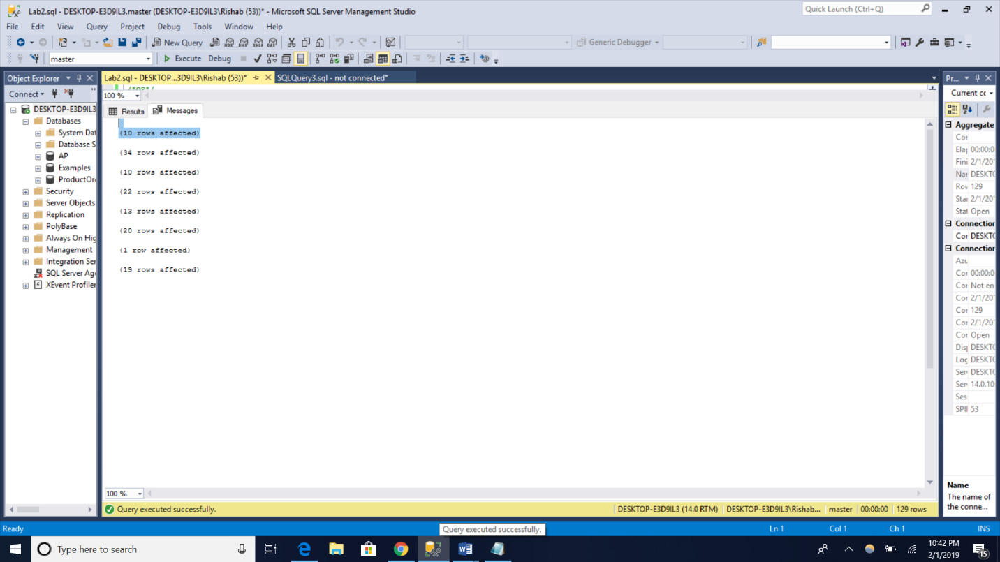 Lab2.sql - DESKTOP-E3D9IL3.master (DESKTOP-E3D9IL3\Rishab (53))* - Microsoft SQL Server Management Studio
Quick Launch (Ctrl+Q)
File Edit View Query Project Debug Tools Window Help
New Query
Generic Debugger
master
Execute Debug
Object Explorer
Lab2.sql - DESKTOP...3D9IL3\Rishab (53))*
SQLQuery3.sql - not connected*
Pr...
Connect
/*Q8*/
100 %
Current cc
Results
Messages
DESKTOP-E3D9IL3
Databases
System Dat
Database S
AP
Examples
ProductOr
Security
Server Objects
Replication
PolyBase
Always On Hig
Management
Integration Ser
SQL Server Age
XEvent Profiler
(10 rows affected)
(34 rows affected)
(10 rows affected)
(22 rows affected)
(13 rows affected)
(20 rows affected)
(1 row affected)
(19 rows affected)
Aggregate
Cor
Elap 00:00:0
Fini 2/1/20
Nar DESKTO
Rov 129
Star 2/1/20
Stat Open
Connection
Cor DESKTO
Connection
Azu
Cor 00:00:0
Cor Not en
Cor 2/1/20
Cor 129
Cor 2/1/20
Cor Open
Disp DESKTO
Log DESKTO
Serv DESKTO
Serv 14.0.10
Ses
SPII 53
Name
The name of
the conne...
100 %
Query executed successfully.
DESKTOP-E3D9IL3 (14.0 RTM) DESKTOP-E3D9IL3\Rishab... master 00:00:00 129 rows
Ready
Query executed successfully.
Ln 1 Col 1 Ch 1 INS
Type here to search
10:42 PM
2/1/2019
15